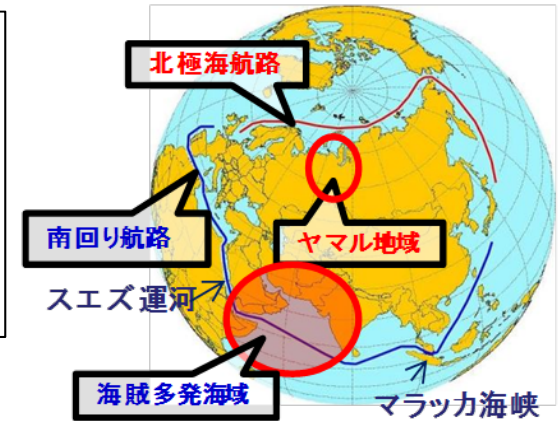 北極海航路
南回り航路
ヤマル地域
スエズ運河
海賊多発海域
マラッカ海峡